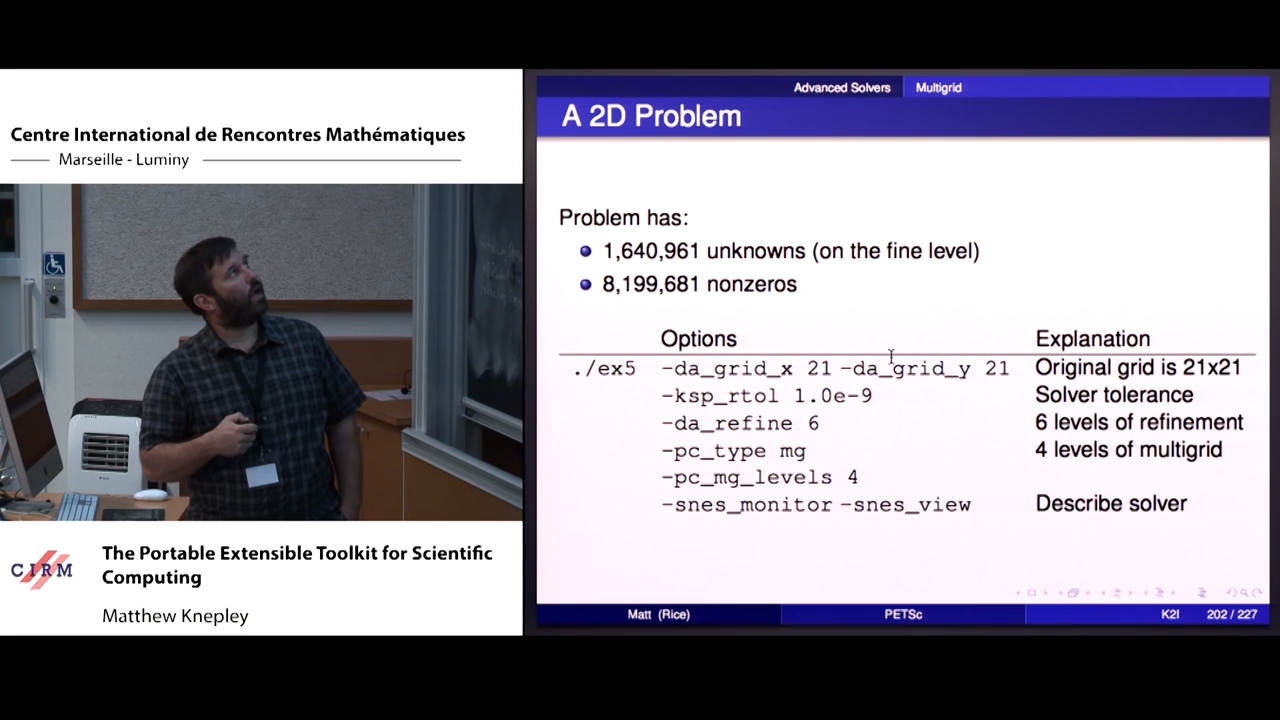 Centre International de Rencontres Mathématiques
Marseille - Luminy
The Portable Extensible Toolkit for Scientific
Computing
Matthew Knepley
CIRM
Advanced Solvers
Multigrid
A 2D Problem
Problem has:
1,640,961 unknowns (on the fine level)
8,199,681 nonzeros
Options Explanation
./ex5 -da_grid_x 21 -da_grid_y 21 Original grid is 21x21
-ksp_rtol 1.0e-9 Solver tolerance
-da_refine 6 6 levels of refinement
-pc_type mg 4 levels of multigrid
-pc_mg_levels 4
-snes_monitor -snes_view Describe solver
Matt (Rice) PETSc K2I 202 / 227